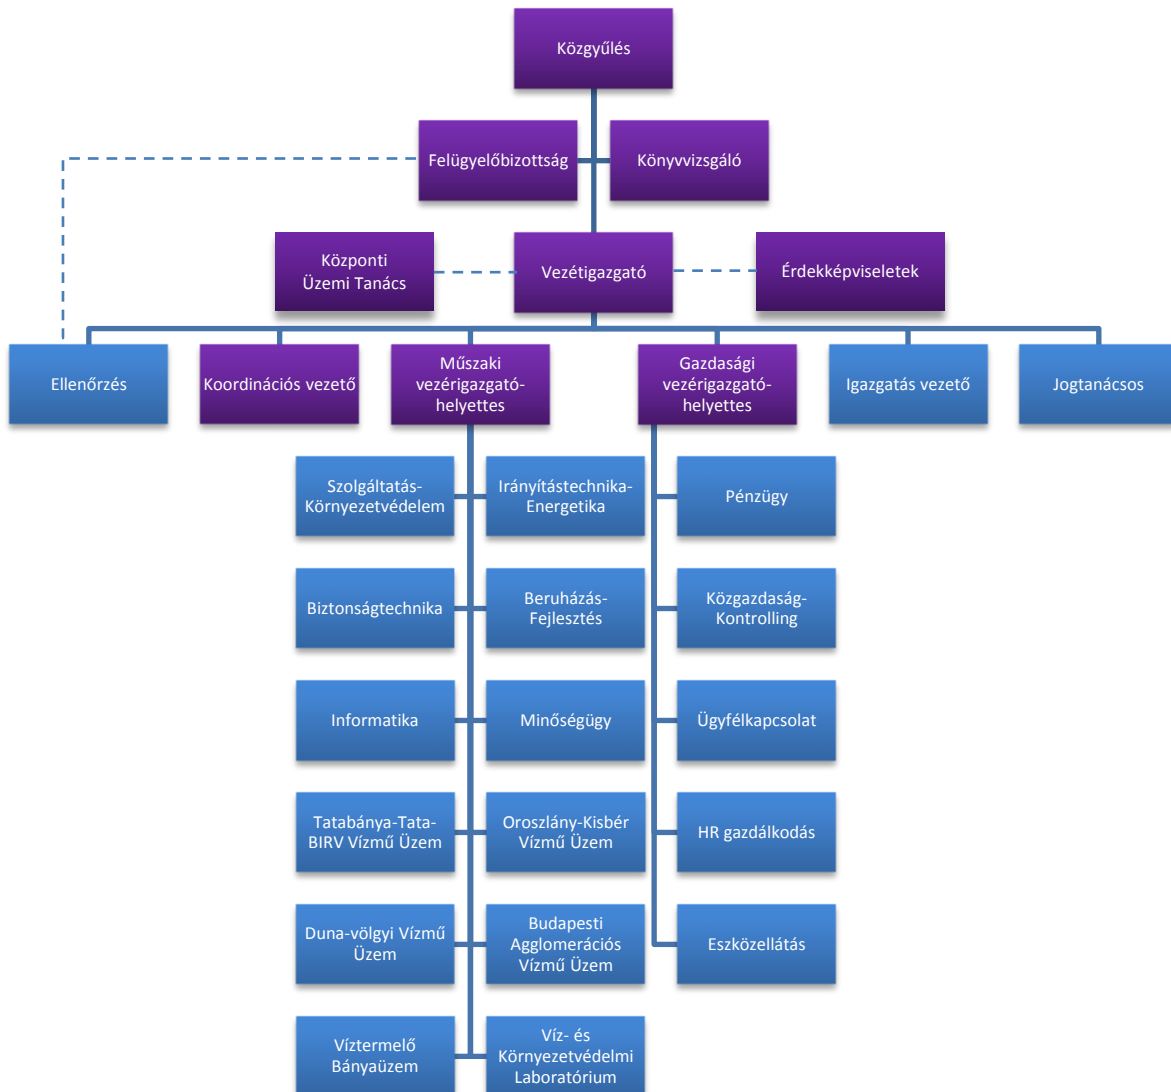 Közgyűlés
Felügyelőbizottság
Könyvvizsgáló
Központi
Üzemi Tanács
Vezétigazgató
Érdekképviseletek
Ellenőrzés
Koordinációs vezető
Műszaki
vezérigazgató-
helyettes
Gazdasági
vezérigazgató-
helyettes
Igazgatás vezető
Jogtanácsos
Szolgáltatás-
Környezetvédelem
Irányítástechnika-
Energetika
Pénzügy
Biztonságtechnika
Beruházás-
Fejlesztés
Közgazdaság-
Kontrolling
Informatika
Minőségügy
Ügyfélkapcsolat
Tatabánya-Tata-
BIRV Vízmű Üzem
Oroszlány-Kisbér
Vízmű Üzem
HR gazdálkodás
Duna-völgyi Vízmű
Üzem
Budapesti
Agglomerációs
Vízmű Üzem
Eszközellátás
Víztermelő
Bányaüzem
Víz- és
Környezetvédelmi
Laboratórium